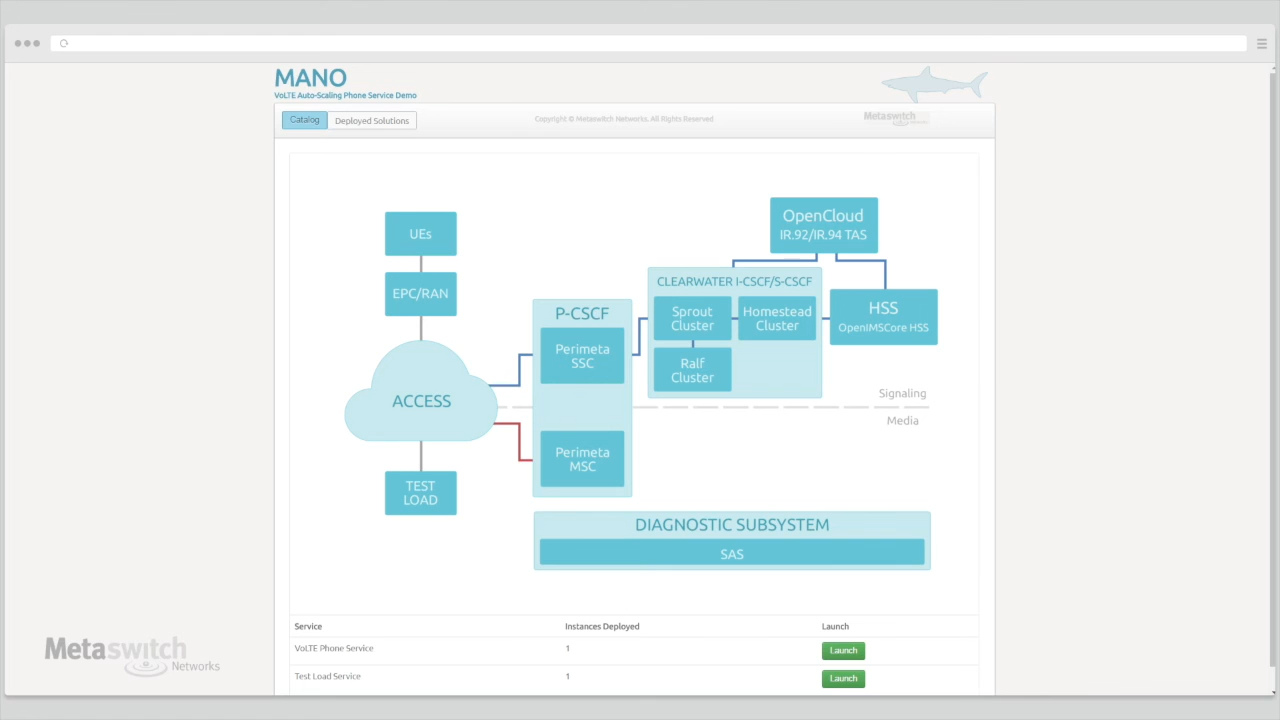 MANO
VoLTE Auto-Scaling Phone Service Demo
Catalog
Deployed Solutions
Copyright © Metaswitch Networks. All Rights Reserved
Metaswitch
Networks
OpenCloud
IR.92/IR.94 TAS
UEs
EPC/RAN
ACCESS
TEST
LOAD
P-CSCF
Perimeta
SSC
Perimeta
MSC
CLEARWATER I-CSCF/S-CSCF
Sprout
Cluster
Homestead
Cluster
Ralf
Cluster
HSS
OpenIMSCore HSS
Signaling
Media
DIAGNOSTIC SUBSYSTEM
SAS
Service Instances Deployed Launch
VoLTE Phone Service 1 Launch
Test Load Service 1 Launch
Metaswitch
Networks